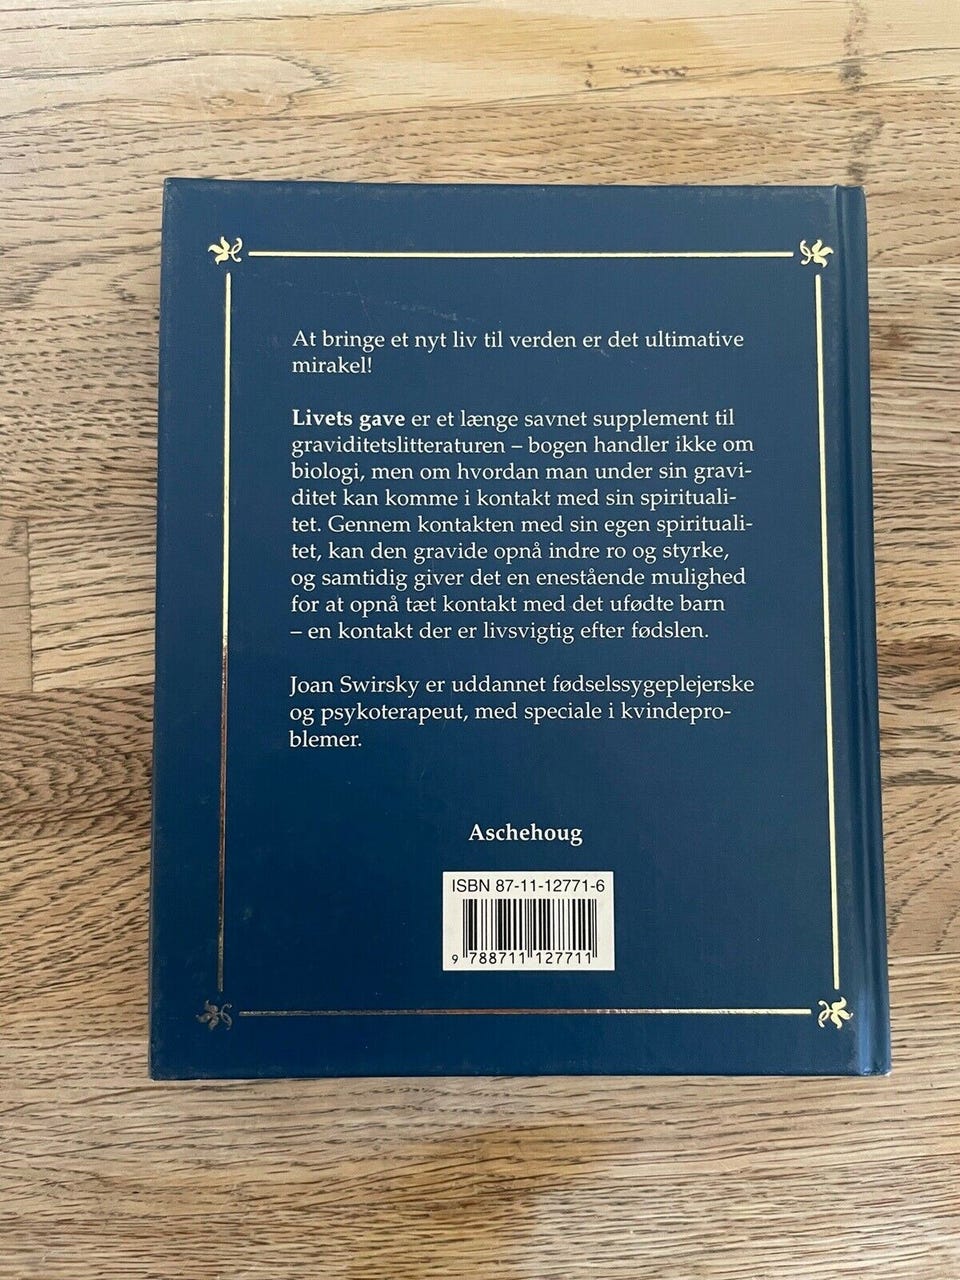 At bringe et nyt liv til verden er det ultimative
mirakel!
Livets gave er et længe savnet supplement til
graviditetslitteraturen – bogen handler ikke om
biologi, men om hvordan man under sin gravi-
ditet kan komme i kontakt med sin spirituali-
tet. Gennem kontakten med sin egen spirituali-
tet, kan den gravide opnå indre ro og styrke,
og samtidig giver det en enestående mulighed
for at opnå tæt kontakt med det ufødte barn
– en kontakt der er livsvigtig efter fødslen.
Joan Swirsky er uddannet fødselssygeplejerske
og psykoterapeut, med speciale i kvindepro-
blemer.
Aschehoug
ISBN 87-11-12771-6
9 788711 127711